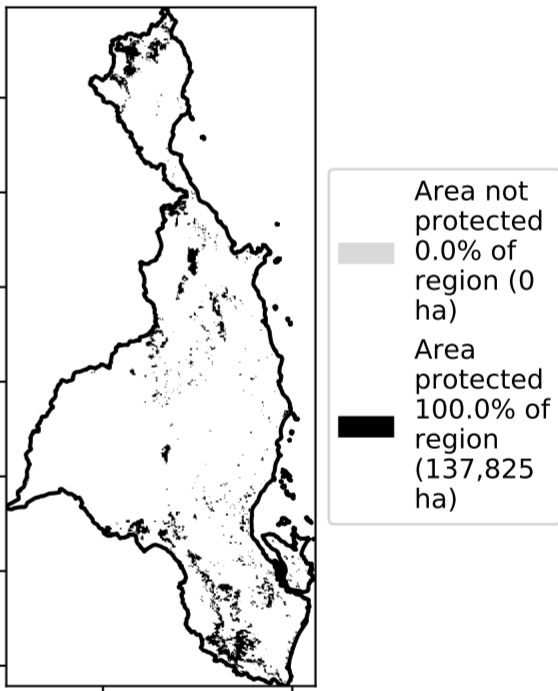 Area not
protected
0.0% of
region (0
ha)
Area
protected
100.0% of
region
(137,825
ha)